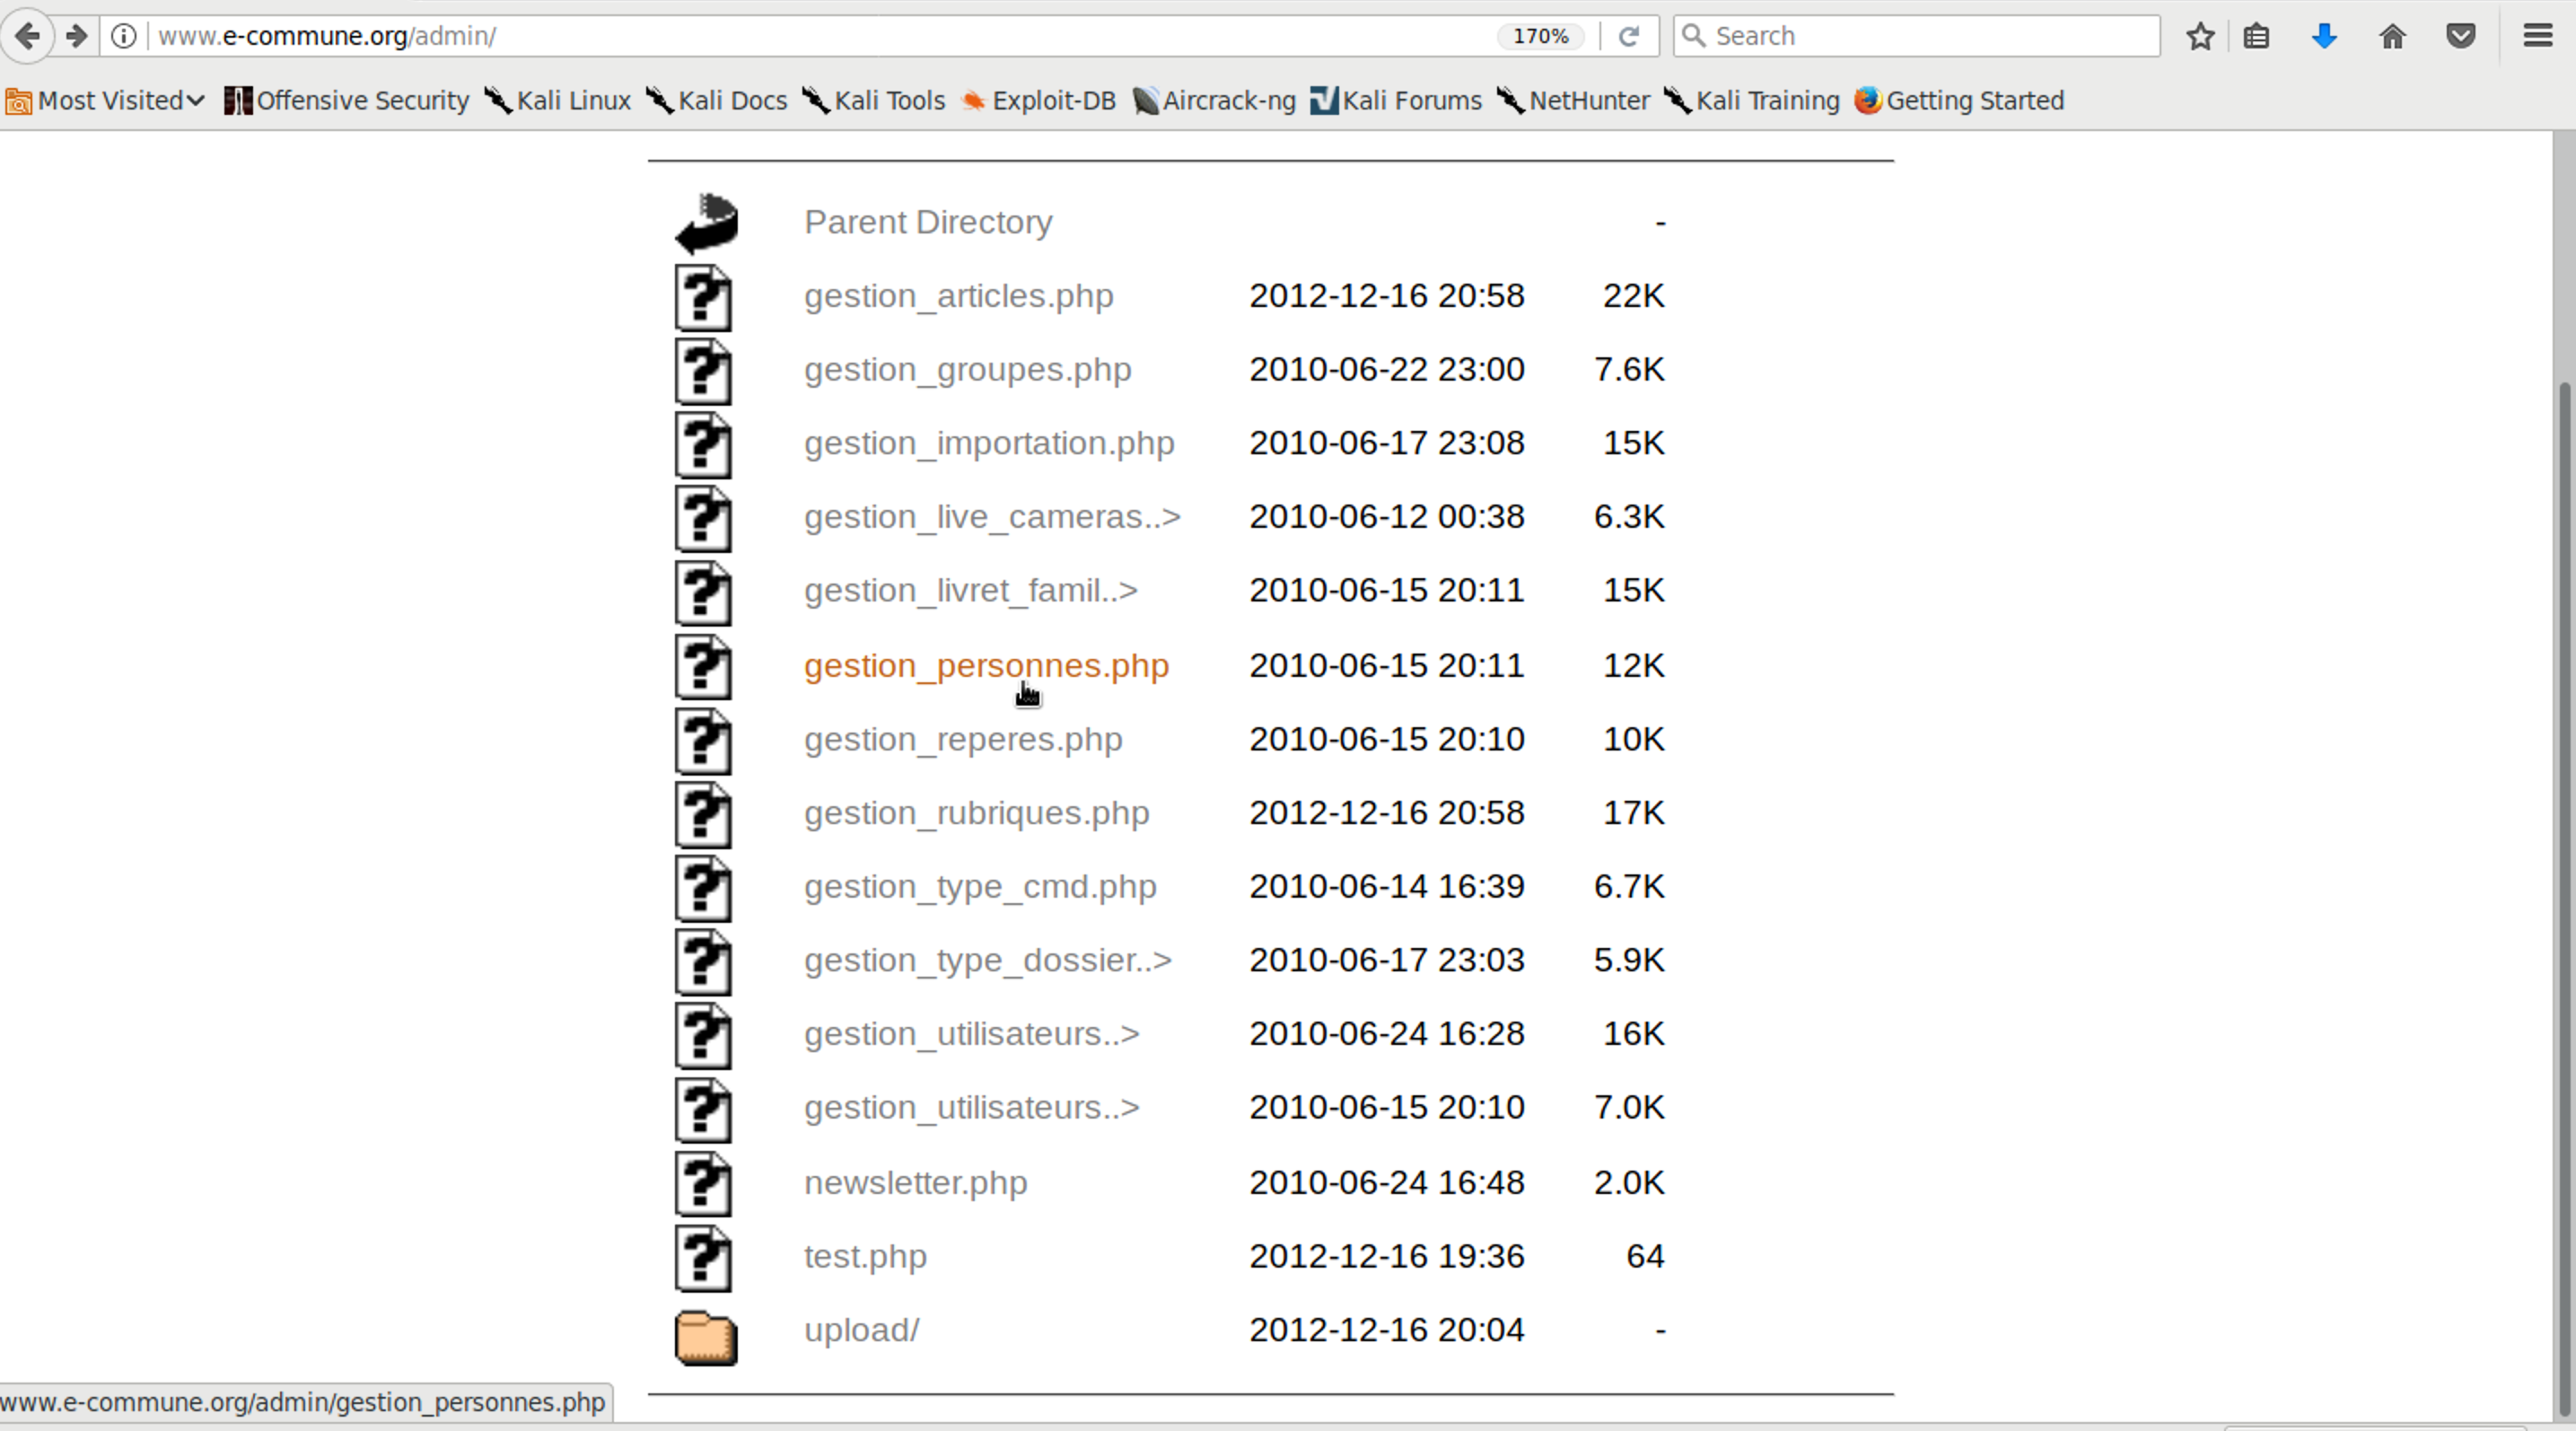 www.e-commune.org/admin/ 170% Search
Most Visited Offensive Security Kali Linux Kali Docs Kali Tools Exploit-DB Aircrack-ng Kali Forums NetHunter Kali Training Getting Started
Parent Directory -
gestion_articles.php 2012-12-16 20:58 22K
gestion_groupes.php 2010-06-22 23:00 7.6K
gestion_importation.php 2010-06-17 23:08 15K
gestion_live_cameras..> 2010-06-12 00:38 6.3K
gestion_livret_famil..> 2010-06-15 20:11 15K
gestion_personnes.php 2010-06-15 20:11 12K
gestion_reperes.php 2010-06-15 20:10 10K
gestion_rubriques.php 2012-12-16 20:58 17K
gestion_type_cmd.php 2010-06-14 16:39 6.7K
gestion_type_dossier..> 2010-06-17 23:03 5.9K
gestion_utilisateurs..> 2010-06-24 16:28 16K
gestion_utilisateurs..> 2010-06-15 20:10 7.0K
newsletter.php 2010-06-24 16:48 2.0K
test.php 2012-12-16 19:36 64
upload/ 2012-12-16 20:04 -
www.e-commune.org/admin/gestion_personnes.php